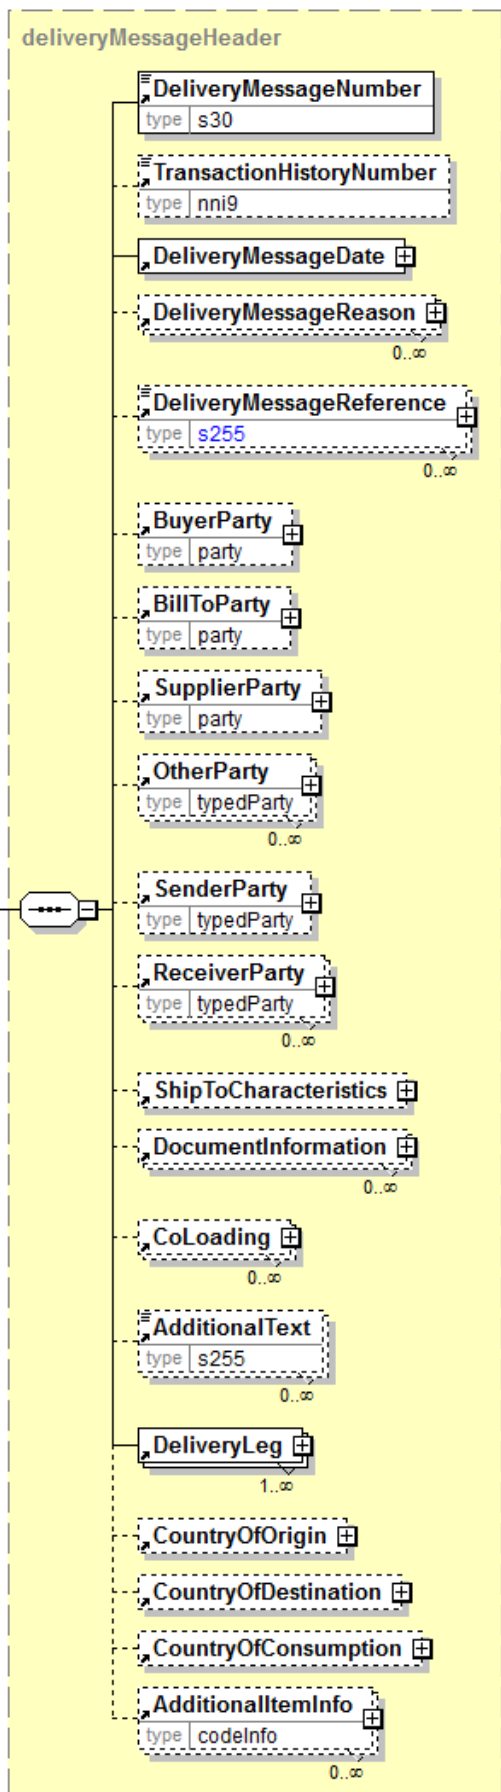 deliveryMessageHeader
DeliveryMessageNumber
type s30
TransactionHistoryNumber
type nni9
DeliveryMessageDate
DeliveryMessageReason
0..∞
DeliveryMessageReference
type s255
0..∞
BuyerParty
type party
BillToParty
type party
SupplierParty
type party
OtherParty
type typedParty
0..∞
SenderParty
type typedParty
ReceiverParty
type typedParty
0..∞
ShipToCharacteristics
DocumentInformation
0..∞
CoLoading
0..∞
AdditionalText
type s255
0..∞
DeliveryLeg
1..∞
CountryOfOrigin
CountryOfDestination
CountryOfConsumption
AdditionalItemInfo
type codeInfo
0..∞